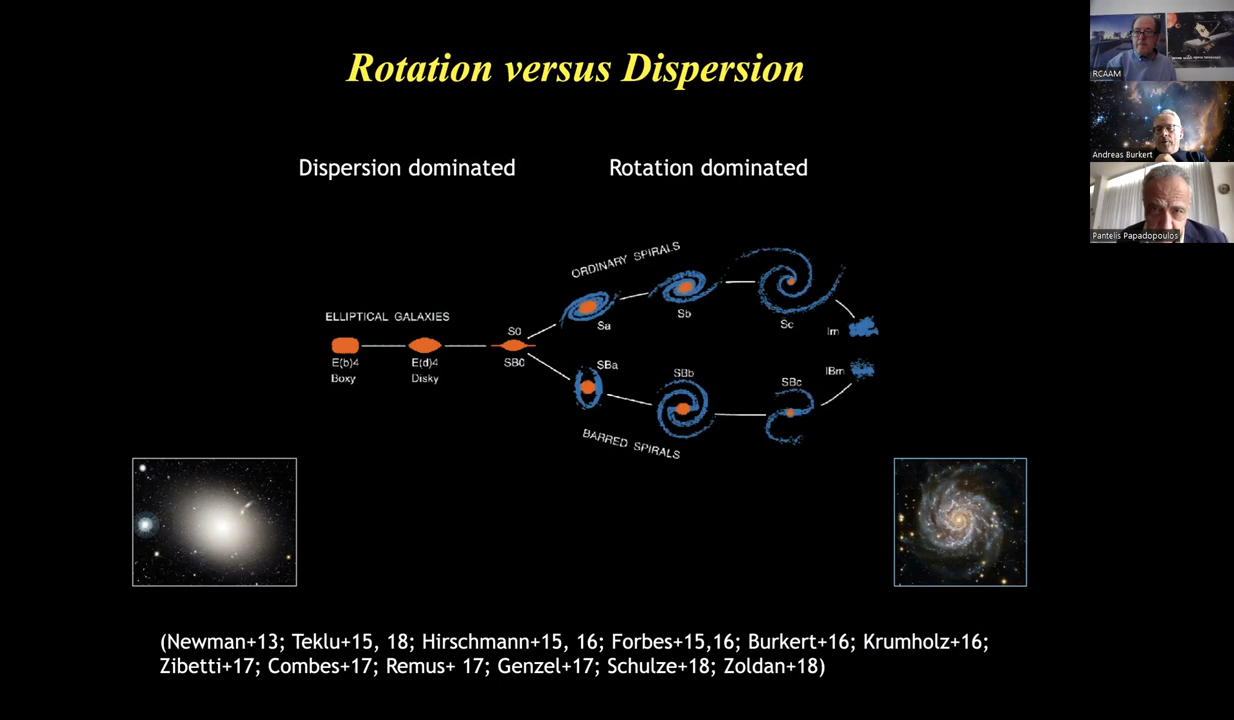 Rotation versus Dispersion
Dispersion dominated
Rotation dominated
ORDINARY SPIRALS
Sa
Sb
Sc
Irr
ELLIPTICAL GALAXIES
E(b)4
Boxy
E(d)4
Disky
S0
SB0
SBa
SBb
SBc
IBm
BARRED SPIRALS
(Newman+13; Teklu+15, 18; Hirschmann+15, 16; Forbes+15,16; Burkert+16; Krumholz+16;
Zibetti+17; Combes+17; Remus+ 17; Genzel+17; Schulze+18; Zoldan+18)
RCAAM
Andreas Burkert
Pantelis Papadopoulos